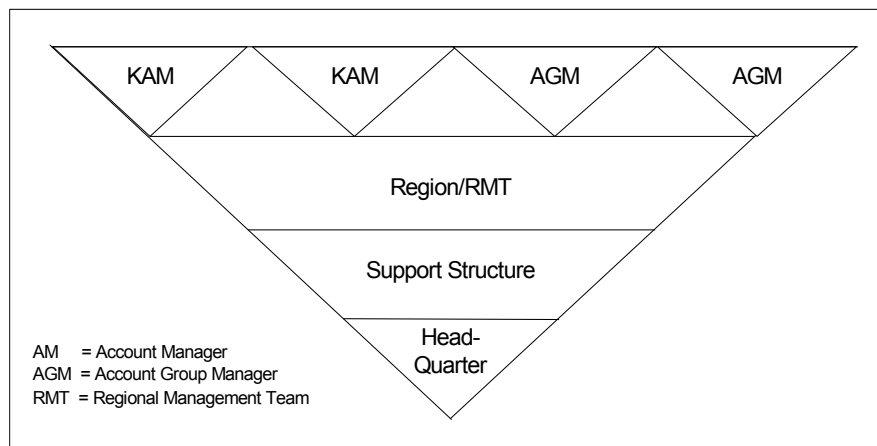 KAM KAM AGM AGM
Region/RMT
Support Structure
Head-
Quarter
AM = Account Manager
AGM = Account Group Manager
RMT = Regional Management Team